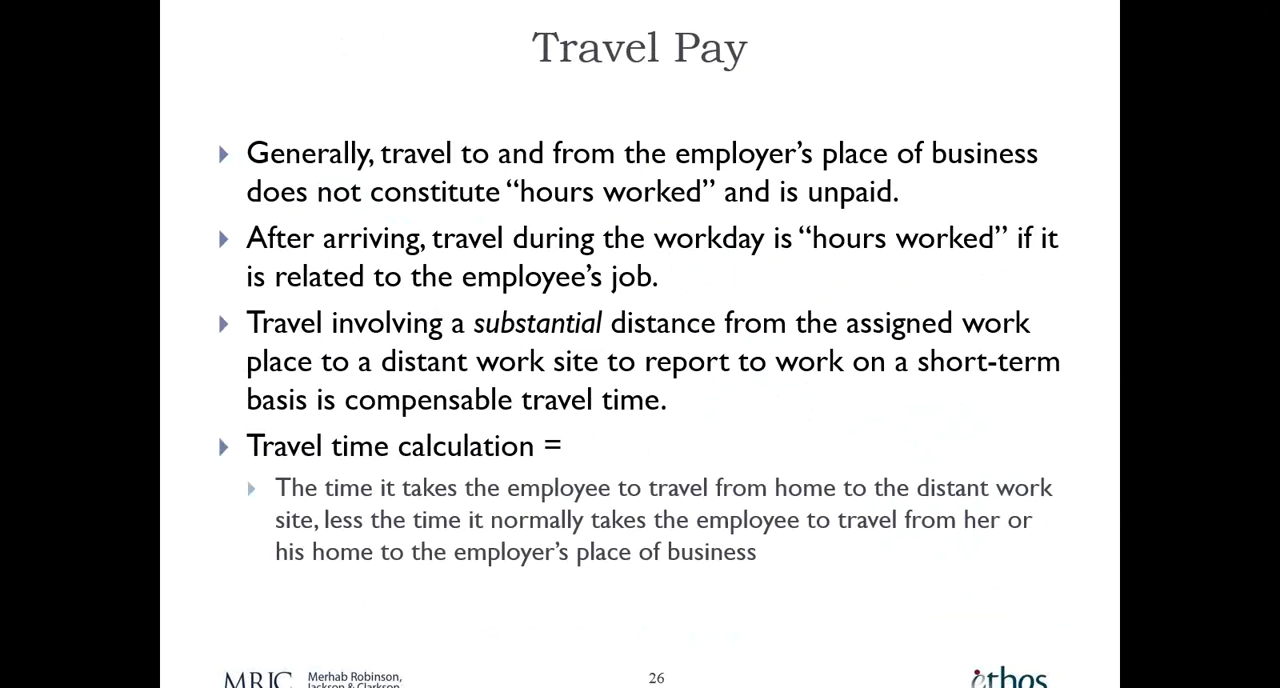 Travel Pay
Generally, travel to and from the employer’s place of business
does not constitute “hours worked” and is unpaid.
After arriving, travel during the workday is “hours worked” if it
is related to the employee’s job.
Travel involving a substantial distance from the assigned work
place to a distant work site to report to work on a short-term
basis is compensable travel time.
Travel time calculation =
The time it takes the employee to travel from home to the distant work
site, less the time it normally takes the employee to travel from her or
his home to the employer’s place of business
MRJC
Merhab Robinson,
Jackson & Clarkson
26
ethos